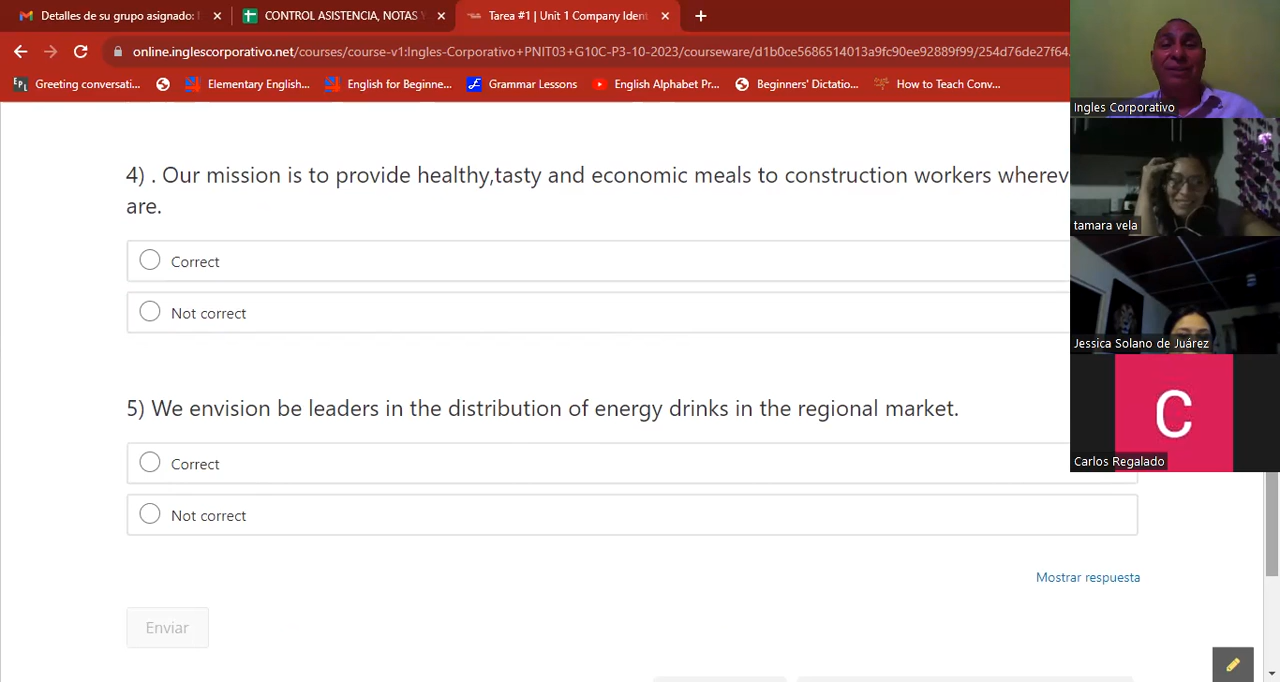 Detalles de su grupo asignado:
CONTROL ASISTENCIA, NOTAS Y
Tarea #1 | Unit 1 Company Iden
online.inglescorporativo.net/courses/course-v1:Ingles-Corporativo+PNIT03+G10C-P3-10-2023/courseware/d1b0ce5686514013a9fc90ee92889f99/254d76de27f64
Greeting conversati...
Elementary English...
English for Beginne...
Grammar Lessons
English Alphabet Pr...
Beginners' Dictatio...
How to Teach Conv...
Ingles Corporativo
4) . Our mission is to provide healthy,tasty and economic meals to construction workers wherev
are.
tamara vela
Correct
Not correct
Jessica Solano de Juárez
5) We envision be leaders in the distribution of energy drinks in the regional market.
C
Carlos Regalado
Correct
Not correct
Mostrar respuesta
Enviar